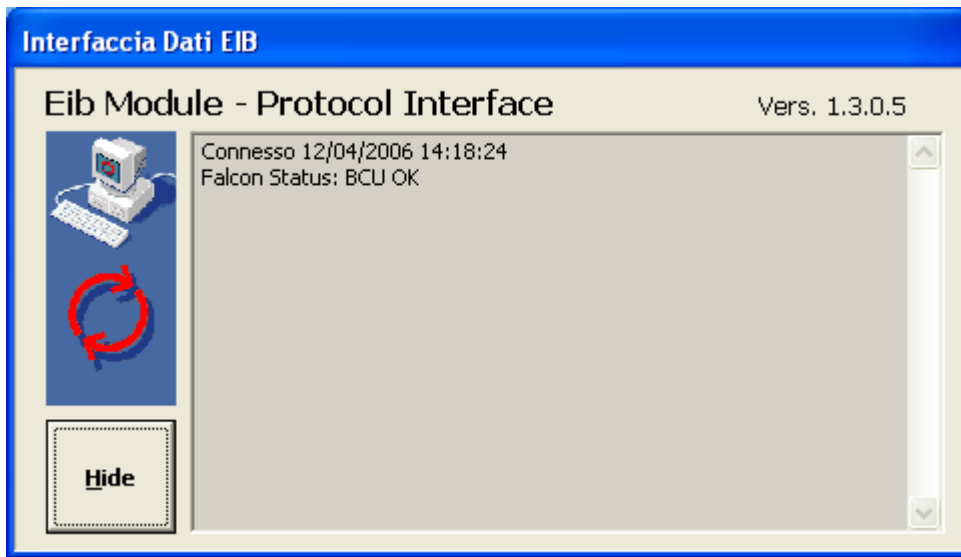 Interfaccia Dati EIB
Eib Module - Protocol Interface
Vers. 1.3.0.5
Connesso 12/04/2006 14:18:24
Falcon Status: BCU OK
Hide